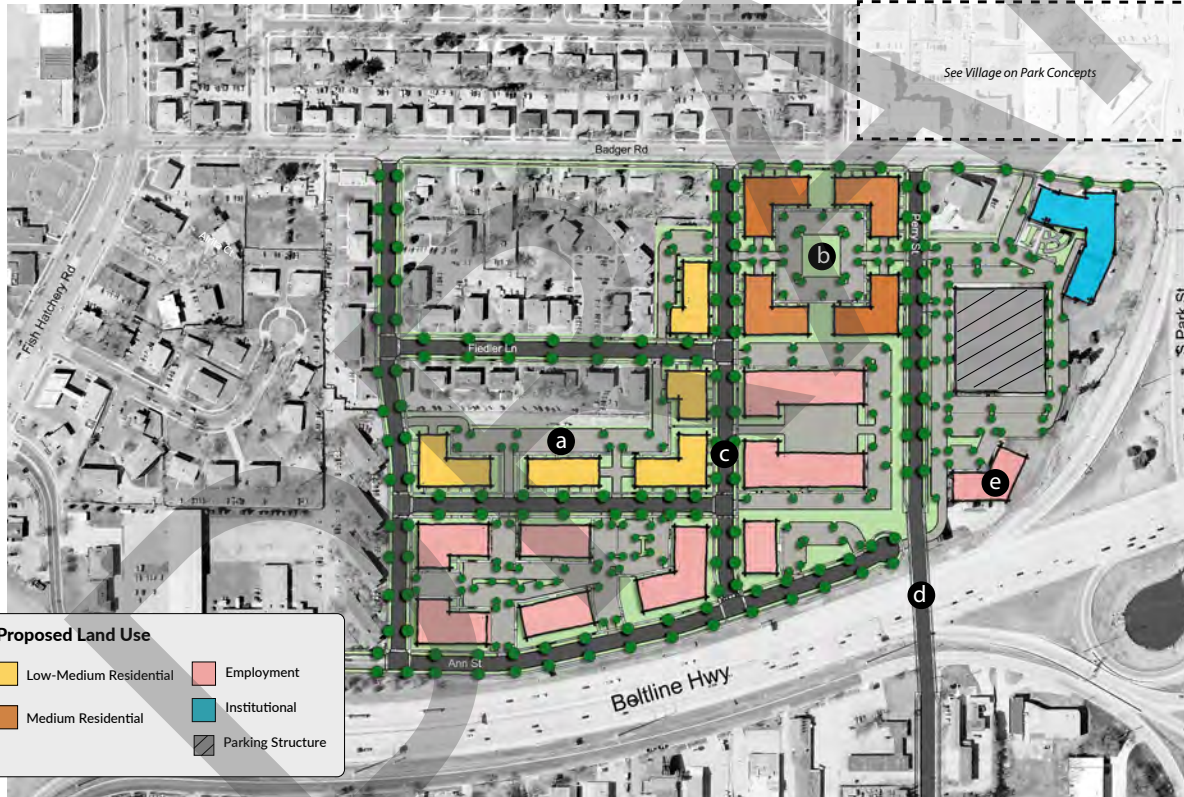 See Village on Park Concepts
Badger Rd
Perry St
S Park St
Fish Hatchery Rd
b
Fiedler Ln
a
c
e
d
Proposed Land Use
Low-Medium Residential
Medium Residential
Employment
Institutional
Parking Structure
Ann St
Beltline Hwy